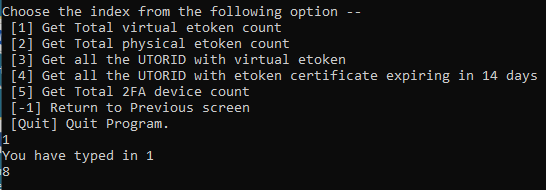 Choose the index from the following option --
[1] Get Total virtual etoken count
[2] Get Total physical etoken count
[3] Get all the UTORID with virtual etoken
[4] Get all the UTORID with etoken certificate expiring in 14 days
[5] Get Total 2FA device count
[-1] Return to Previous screen
[Quit] Quit Program.
1
You have typed in 1
8